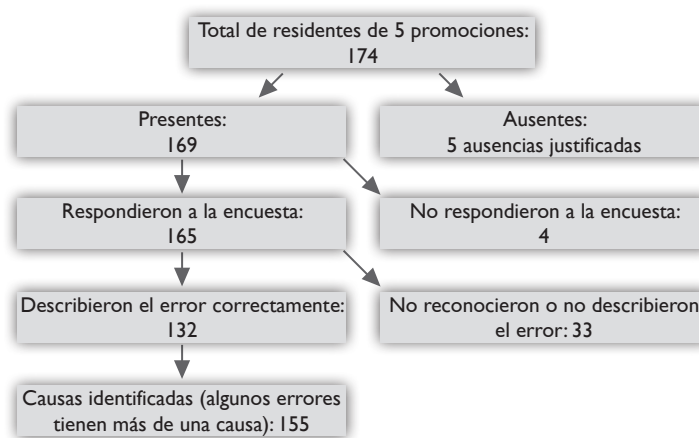 Total de residentes de 5 promociones:
174
Presentes:
169
Ausentes:
5 ausencias justificadas
Respondieron a la encuesta:
165
No respondieron a la encuesta:
4
Describieron el error correctamente:
132
No reconocieron o no describieron
el error: 33
Causas identificadas (algunos errores
tienen más de una causa): 155